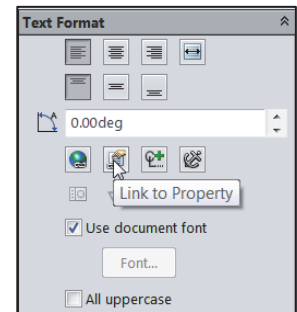 Text Format
0.00deg
Link to Property
Use document font
Font...
All uppercase